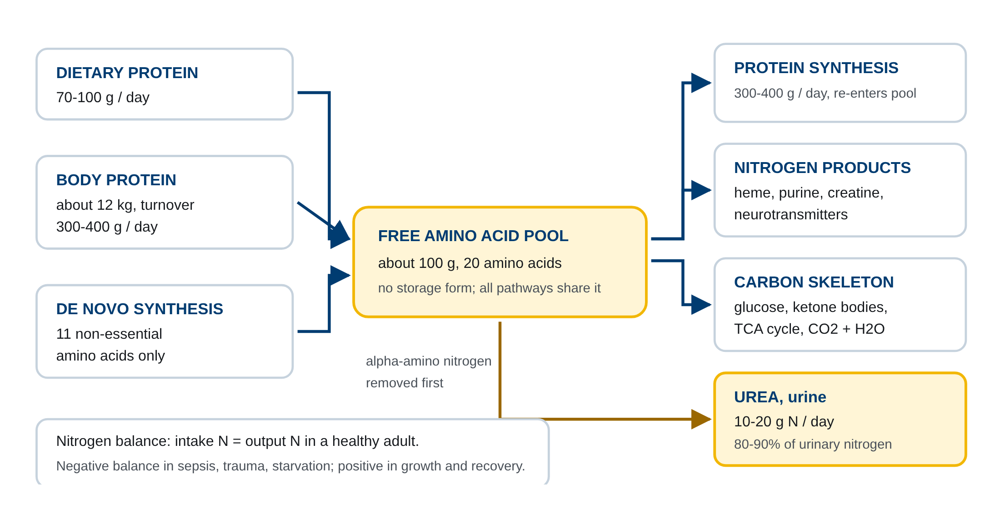 DIETARY PROTEIN
70-100 g / day
BODY PROTEIN
about 12 kg, turnover
300-400 g / day
DE NOVO SYNTHESIS
11 non-essential
amino acids only
FREE AMINO ACID POOL
about 100 g, 20 amino acids
no storage form; all pathways share it
alpha-amino nitrogen
removed first
PROTEIN SYNTHESIS
300-400 g / day, re-enters pool
NITROGEN PRODUCTS
heme, purine, creatine,
neurotransmitters
CARBON SKELETON
glucose, ketone bodies,
TCA cycle, CO2 + H2O
UREA, urine
10-20 g N / day
80-90% of urinary nitrogen
Nitrogen balance: intake N = output N in a healthy adult.
Negative balance in sepsis, trauma, starvation; positive in growth and recovery.